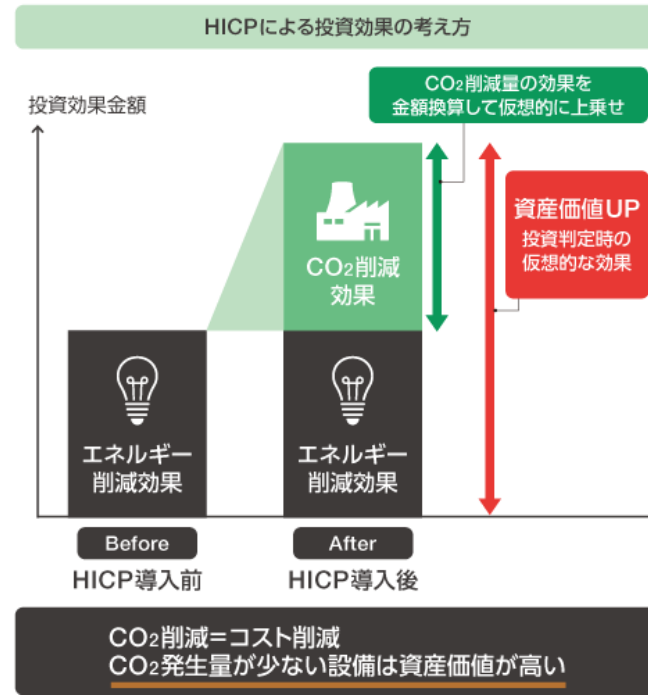 HICPによる投資効果の考え方
CO2削減量の効果を
金額換算して仮想的に上乗せ
投資効果金額
資産価値UP
投資判定時の
仮想的な効果
CO2削減
効果
エネルギー
削減効果
エネルギー
削減効果
Before
After
HICP導入前
HICP導入後
CO2削減=コスト削減
CO2発生量が少ない設備は資産価値が高い